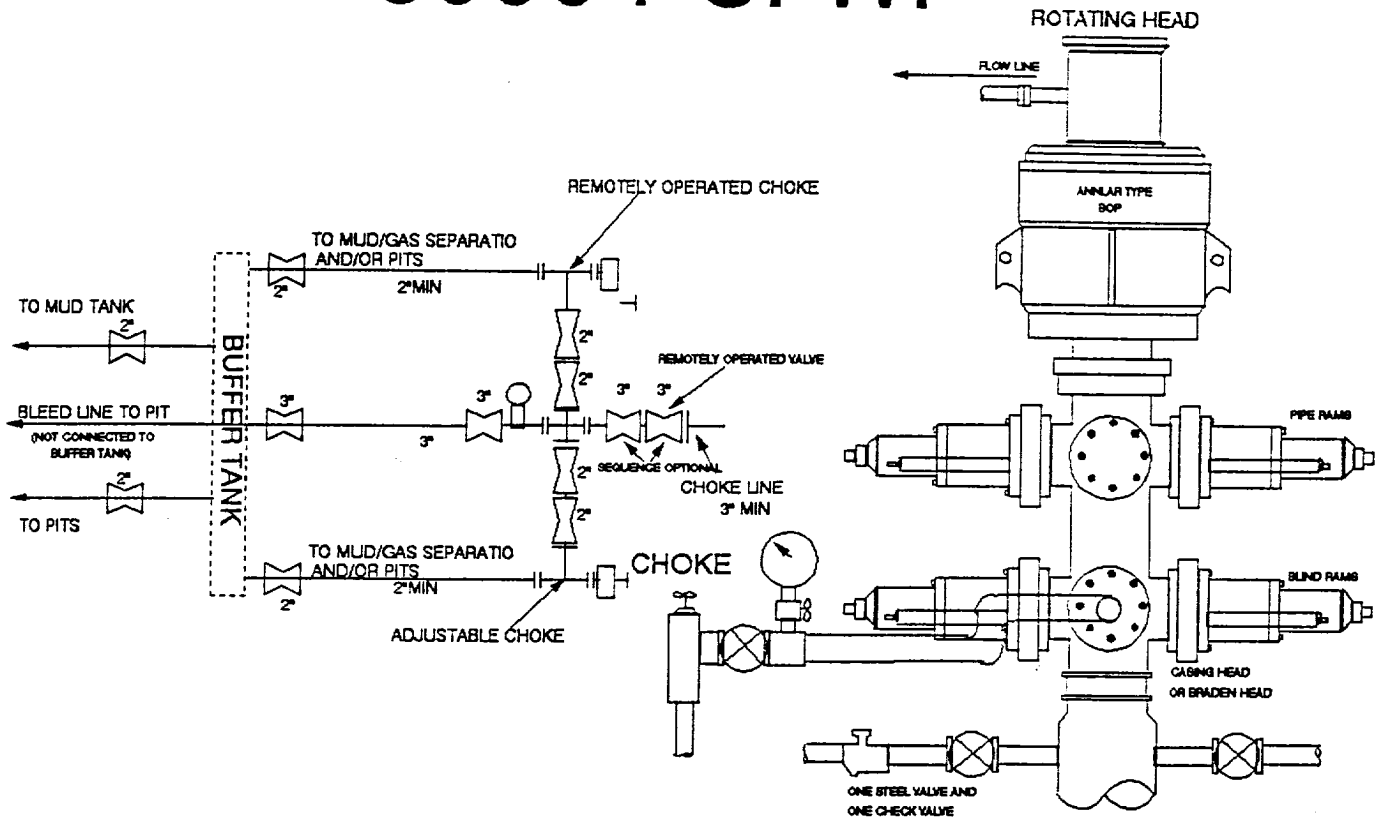 ROTATING HEAD
FLOW LINE
ANNLAR TYPE
BOP
REMOTELY OPERATED CHOKE
TO MUD/GAS SEPARATIO
AND/OR PITS
2"
2"MIN
TO MUD TANK
2"
2"
2"
REMOTELY OPERATED VALVE
BUFFER TANK
3"
3"
3"
3"
BLEED LINE TO PIT
(NOT CONNECTED TO
BUFFER TANK)
3"
PIPE RAMS
2"
SEQUENCE OPTIONAL
2"
CHOKE LINE
3" MIN
TO PITS
2"
TO MUD/GAS SEPARATIO
AND/OR PITS
2"MIN
2"
CHOKE
ADJUSTABLE CHOKE
BLIND RAMS
CASING HEAD
OR BRADEN HEAD
ONE STEEL VALVE AND
ONE CHECK VALVE